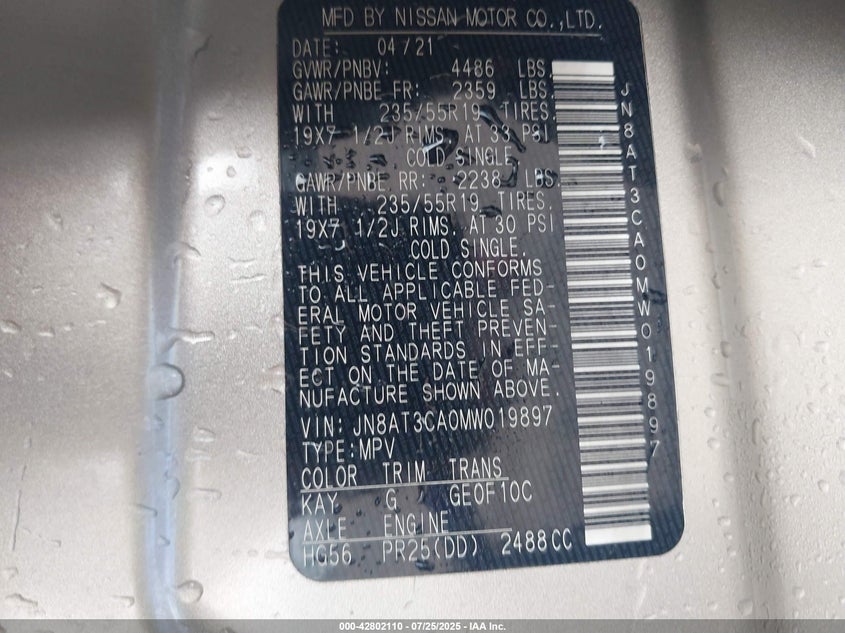 MFD BY NISSAN MOTOR CO.,LTD.
DATE: 04/21
GVWR/PNBV: 4486 LBS.
GAWR/PNBE FR: 2359 LBS.
WITH 235/55R19 TIRES.
19X7 1/2J RIMS. AT 33 PSI
COLD SINGLE.
GAWR/PNBE RR: 2238 LBS.
WITH 235/55R19 TIRES.
19X7 1/2J RIMS. AT 30 PSI
COLD SINGLE.
THIS VEHICLE CONFORMS
TO ALL APPLICABLE FED-
ERAL MOTOR VEHICLE SA-
FETY AND THEFT PREVEN-
TION STANDARDS IN EFF-
ECT ON THE DATE OF MA-
NUFACTURE SHOWN ABOVE.
VIN: JN8AT3CA0MW019897
TYPE:MPV
COLOR TRIM TRANS
KAY G GE0F10C
AXLE ENGINE
HG56 PR25(DD) 2488CC
JN8AT3CA0MW019897
000-42802110 - 07/25/2025 - IAA Inc.